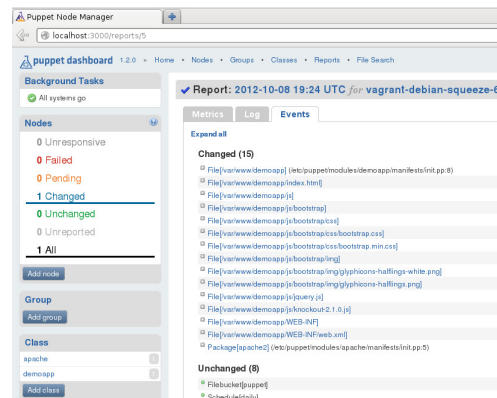 Puppet Node Manager
localhost:3000/reports/5
puppet dashboard 1.2.0 » Home • Nodes • Groups • Classes • Reports • File Search
Background Tasks
All systems go
Nodes
0 Unresponsive
0 Failed
0 Pending
1 Changed
0 Unchanged
0 Unreported
1 All
Add node
Group
Add group
Class
apache 1
demoapp 1
Add class
Report: 2012-10-08 19:24 UTC for vagrant-debian-squeeze-6
Metrics Log Events
Expand all
Changed (15)
File[/var/www/demoapp] (/etc/puppet/modules/demoapp/manifests/init.pp:8)
File[/var/www/demoapp/index.html]
File[/var/www/demoapp/js]
File[/var/www/demoapp/js/bootstrap]
File[/var/www/demoapp/js/bootstrap/css]
File[/var/www/demoapp/js/bootstrap/css/bootstrap.css]
File[/var/www/demoapp/js/bootstrap/css/bootstrap.min.css]
File[/var/www/demoapp/js/bootstrap/img]
File[/var/www/demoapp/js/bootstrap/img/glyphicons-halflings-white.png]
File[/var/www/demoapp/js/bootstrap/img/glyphicons-halflings.png]
File[/var/www/demoapp/js/jquery.js]
File[/var/www/demoapp/js/knockout-2.1.0.js]
File[/var/www/demoapp/WEB-INF]
File[/var/www/demoapp/WEB-INF/web.xml]
Package[apache2] (/etc/puppet/modules/apache/manifests/init.pp:5)
Unchanged (8)
Filebucket[puppet]
Schedule[daily]